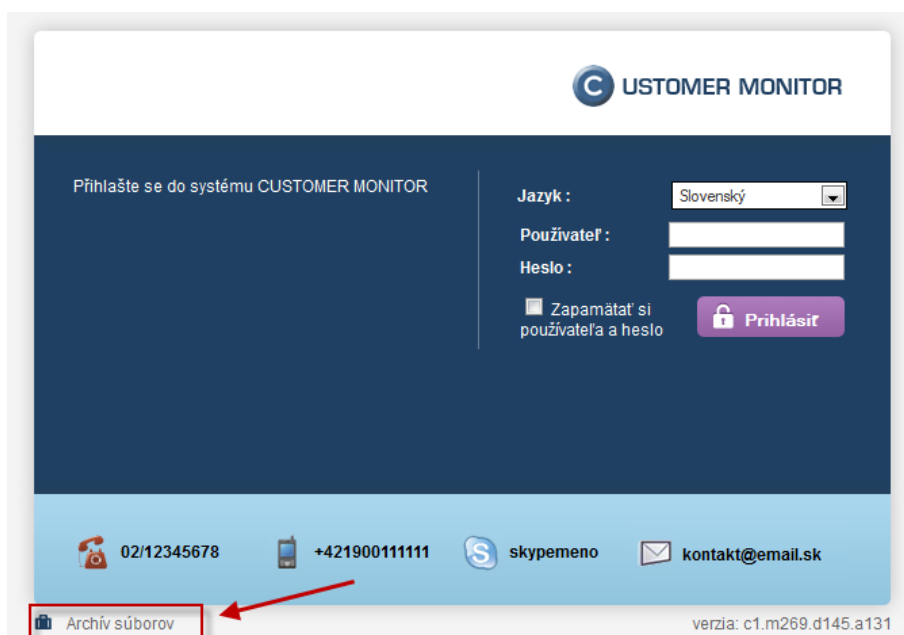 C USTOMER MONITOR
Přihlašte se do systému CUSTOMER MONITOR
Jazyk :
Slovenský
Používateľ :
Heslo :
Zapamätať si
používateľa a heslo
Prihlásiť
02/12345678
+421900111111
skypemeno
kontakt@email.sk
Archív súborov
verzia: c1.m269.d145.a131